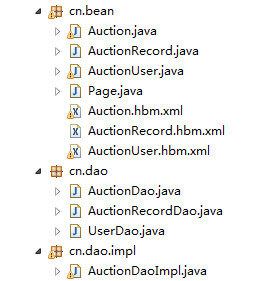 cn.bean
Auction.java
AuctionRecord.java
AuctionUser.java
Page.java
Auction.hbm.xml
AuctionRecord.hbm.xml
AuctionUser.hbm.xml
cn.dao
AuctionDao.java
AuctionRecordDao.java
UserDao.java
cn.dao.impl
AuctionDaoImpl.java